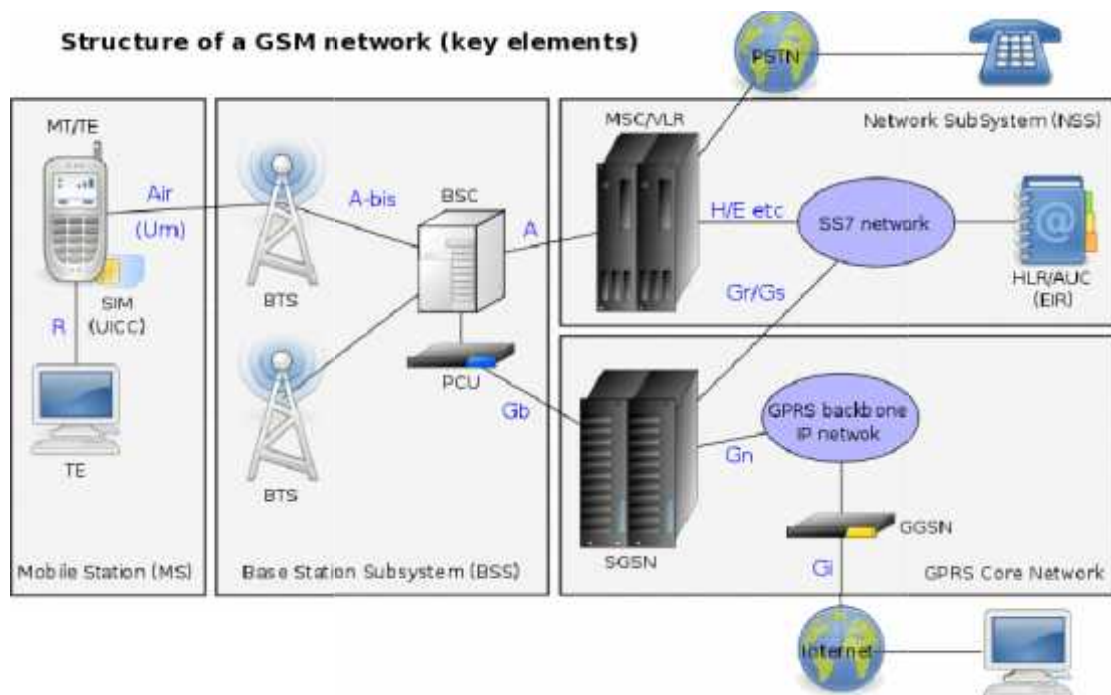 Structure of a GSM network (key elements)
PSTN
MT/TE
Air
(Um)
SIM
(UICC)
R
TE
Mobile Station (MS)
A-bis
BSC
BTS
BTS
PCU
A
Gb
Base Station Subsystem (BSS)
MSC/VLR
Network SubSystem (NSS)
H/E etc
SS7 network
HLR/AUC
(EIR)
Gr/Gs
GPRS backbone
IP netwok
Gn
SGSN
GGSN
Gi
GPRS Core Network
Internet